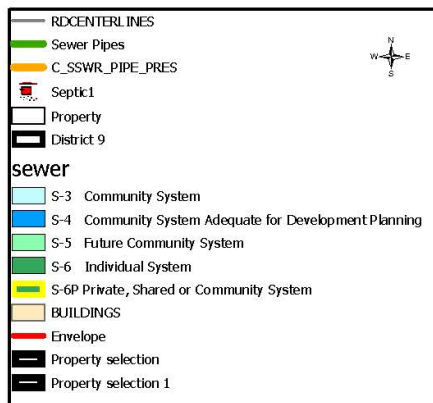 RDCENTERLINES
Sewer Pipes
C_SSWR_PIPE_PRES
N
W E
S
Septic1
Property
District 9
sewer
S-3 Community System
S-4 Community System Adequate for Development Planning
S-5 Future Community System
S-6 Individual System
S-6P Private, Shared or Community System
BUILDINGS
Envelope
Property selection
Property selection 1